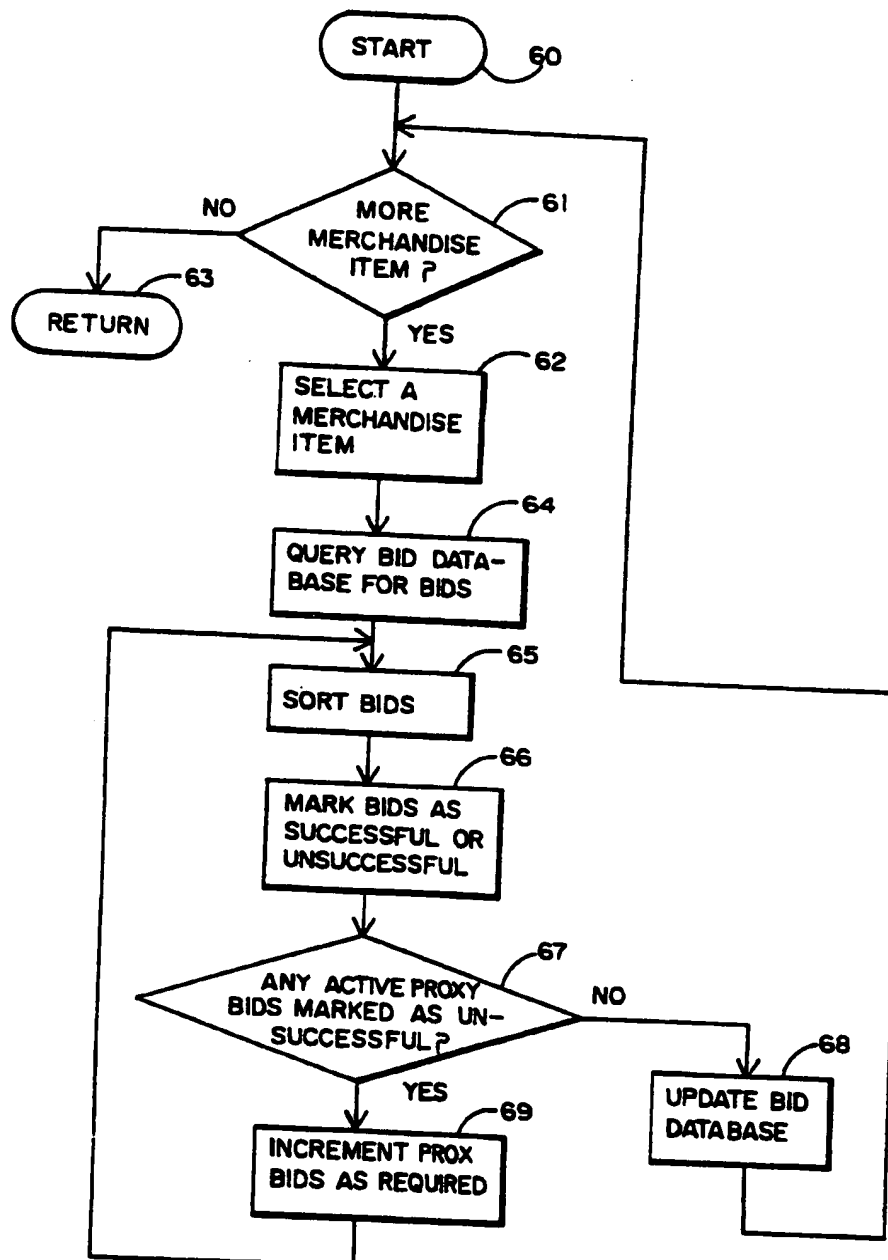 START
60
MORE
MERCHANDISE
ITEM ?
61
NO
63
RETURN
YES
62
SELECT A
MERCHANDISE
ITEM
64
QUERY BID DATA-
BASE FOR BIDS
65
SORT BIDS
66
MARK BIDS AS
SUCCESSFUL OR
UNSUCCESSFUL
67
ANY ACTIVE PROXY
BIDS MARKED AS UN-
SUCCESSFUL?
NO
68
UPDATE BID
DATABASE
YES
69
INCREMENT PROX
BIDS AS REQUIRED